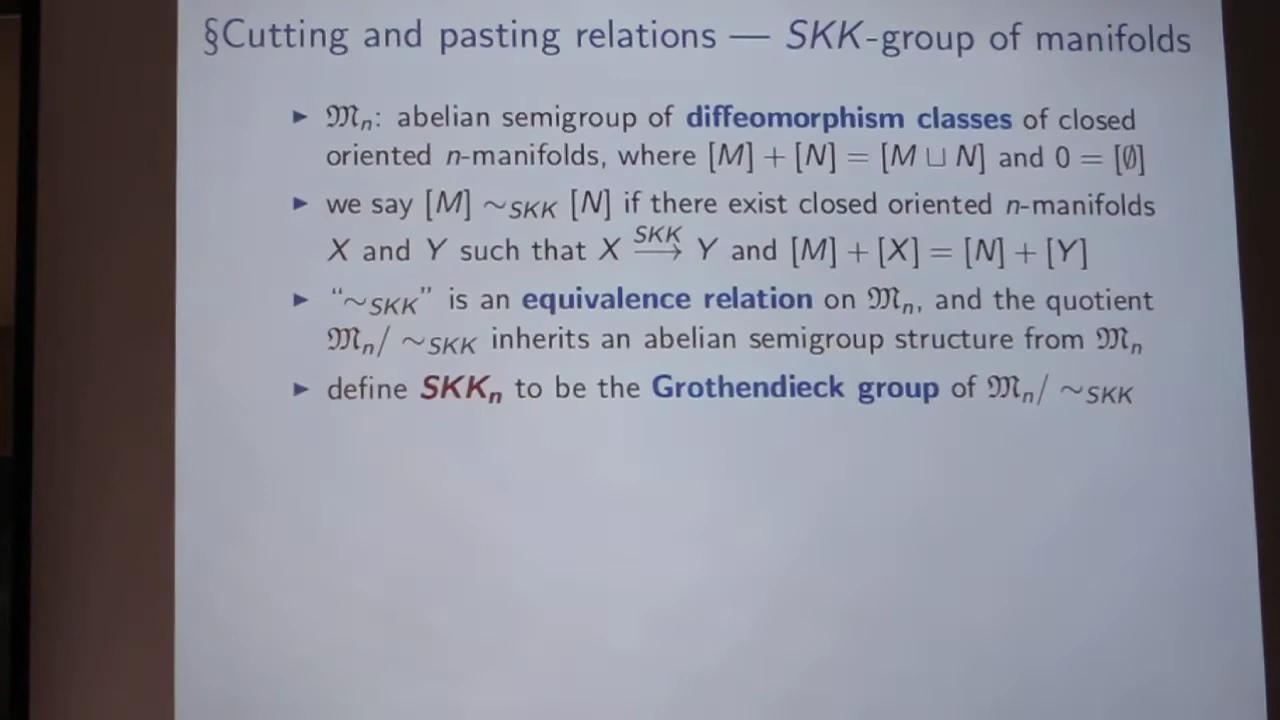 §Cutting and pasting relations — SKK-group of manifolds
▶ 𝔐ₙ: abelian semigroup of diffeomorphism classes of closed
oriented n-manifolds, where [M] + [N] = [M ⊔ N] and 0 = [∅]
▶ we say [M] ∼SKK [N] if there exist closed oriented n-manifolds
X and Y such that X SKK→ Y and [M] + [X] = [N] + [Y]
▶ “∼SKK” is an equivalence relation on 𝔐ₙ, and the quotient
𝔐ₙ/ ∼SKK inherits an abelian semigroup structure from 𝔐ₙ
▶ define SKKₙ to be the Grothendieck group of 𝔐ₙ/ ∼SKK